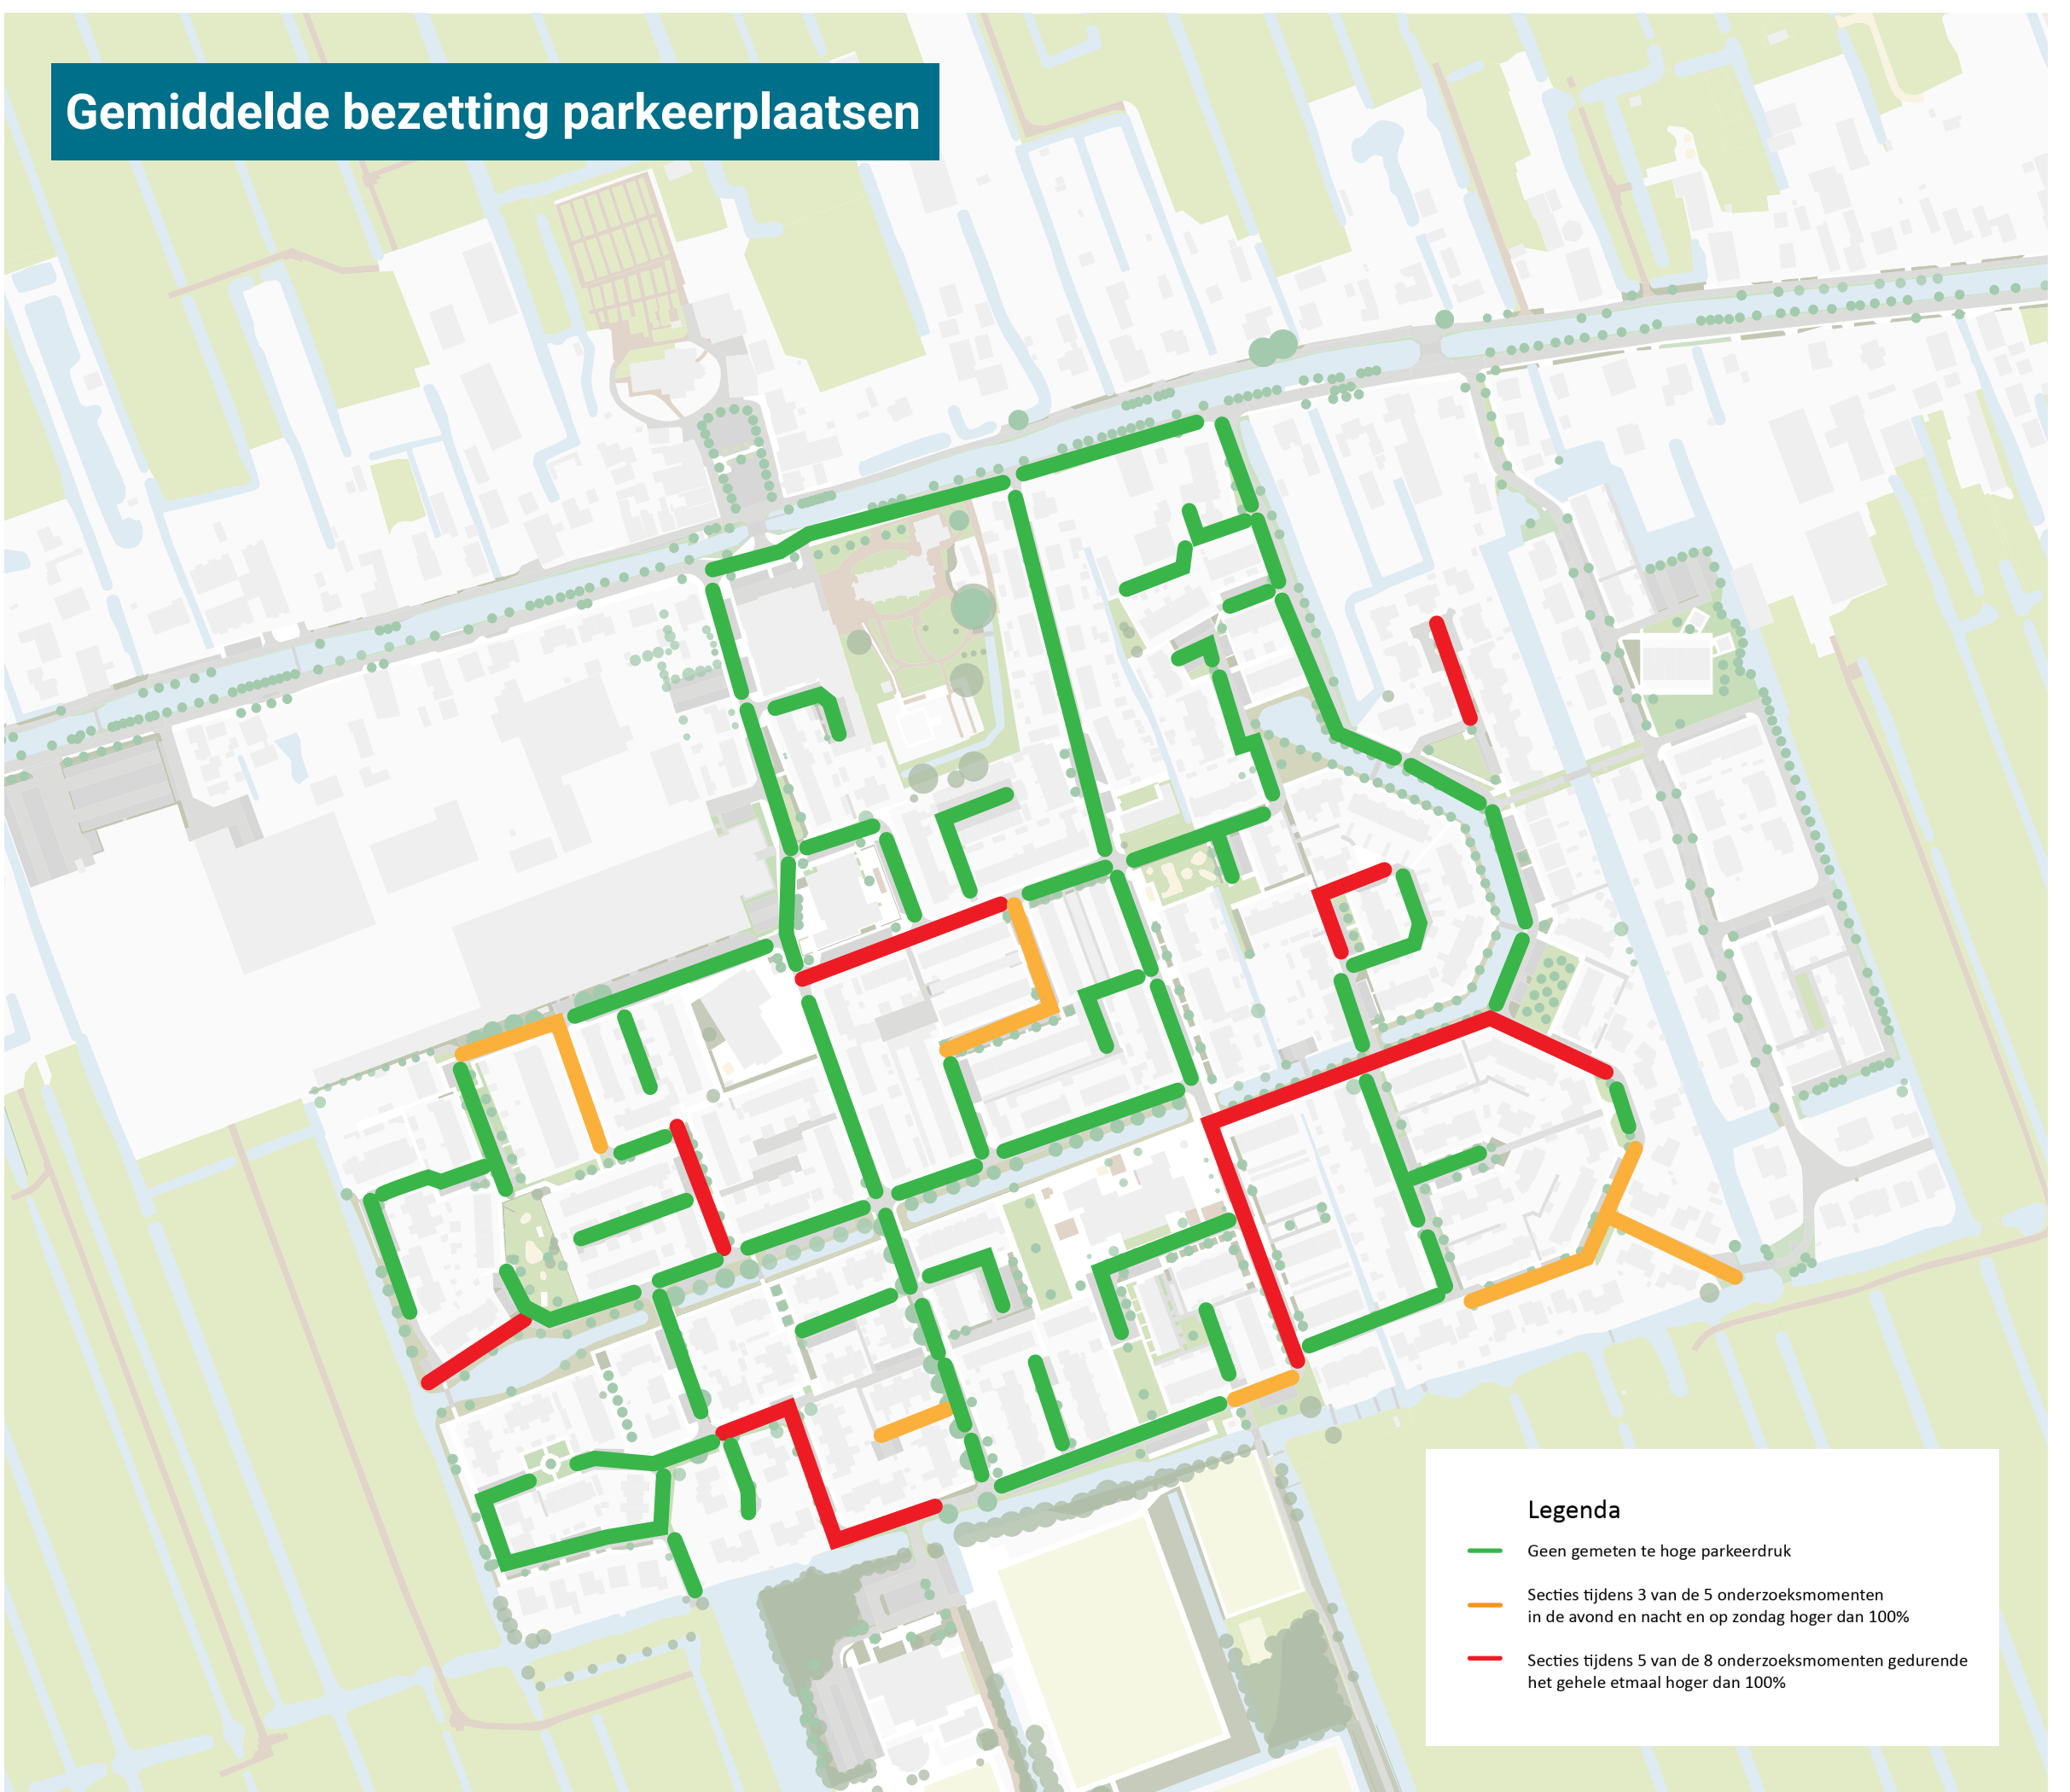 Gemiddelde bezetting parkeerplaatsen
Legenda
Geen gemeten te hoge parkeerdruk
Secties tijdens 3 van de 5 onderzoeksmomenten
in de avond en nacht en op zondag hoger dan 100%
Secties tijdens 5 van de 8 onderzoeksmomenten gedurende
het gehele etmaal hoger dan 100%